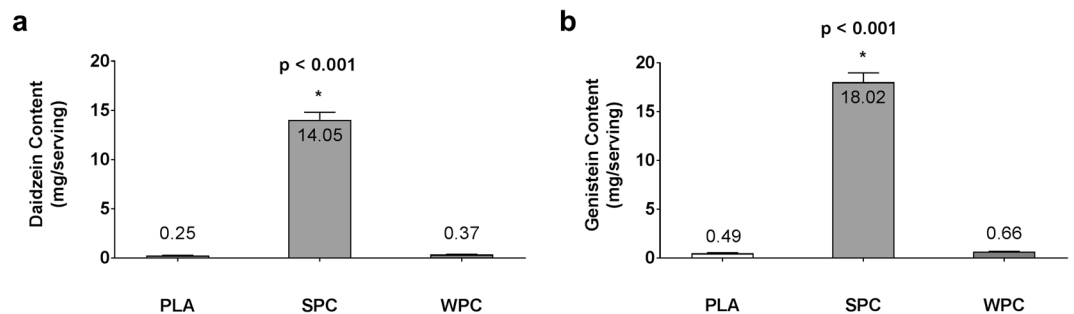 a
Daidzein Content
(mg/serving)
20
15
10
5
0
p < 0.001
*
14.05
0.25
0.37
PLA
SPC
WPC
b
Genistein Content
(mg/serving)
20
15
10
5
0
p < 0.001
*
18.02
0.49
0.66
PLA
SPC
WPC